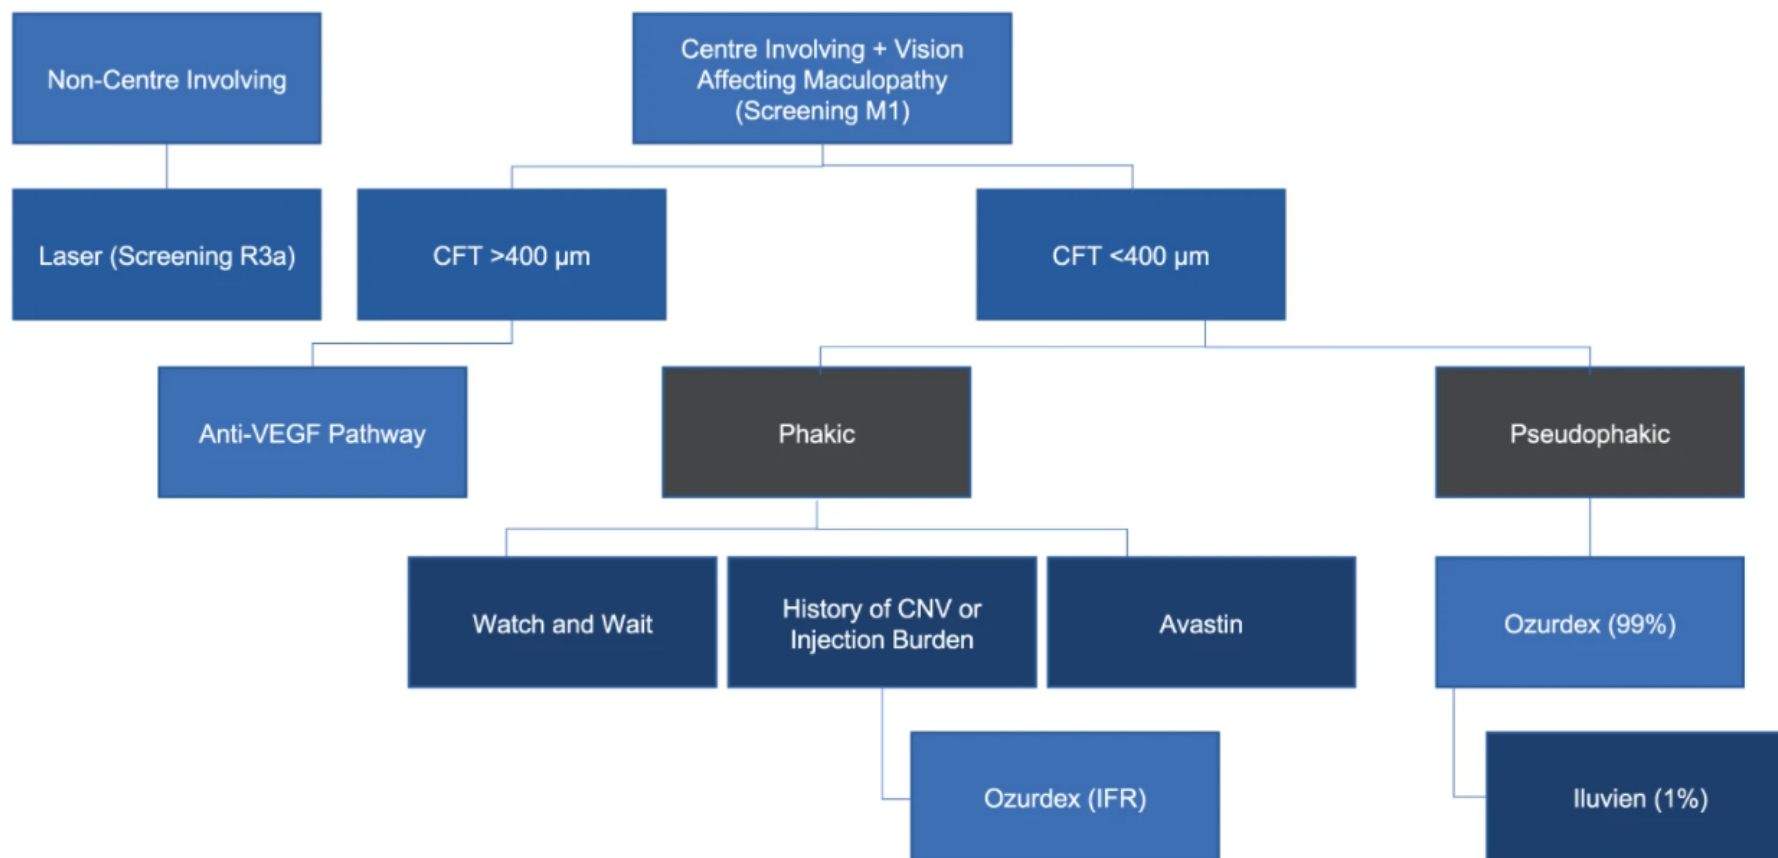 Non-Centre Involving
Centre Involving + Vision
Affecting Maculopathy
(Screening M1)
Laser (Screening R3a)
CFT >400 µm
CFT <400 µm
Anti-VEGF Pathway
Phakic
Pseudophakic
Watch and Wait
History of CNV or
Injection Burden
Avastin
Ozurdex (99%)
Ozurdex (IFR)
Iluvien (1%)